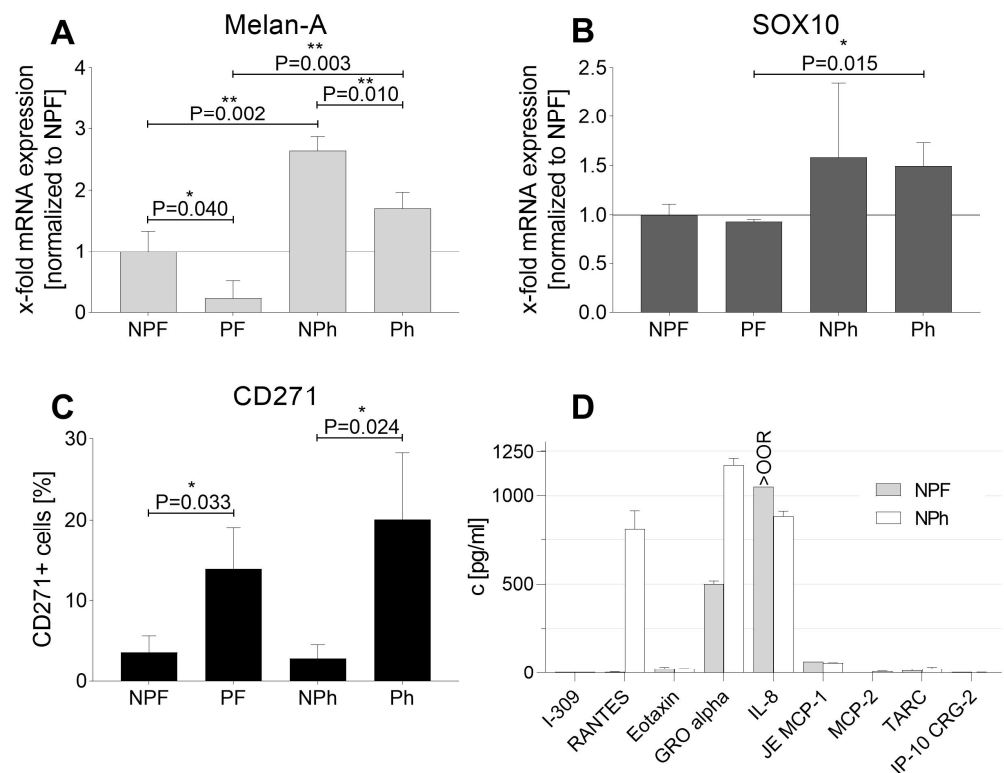 A
Melan-A
**
P=0.003
**
P=0.002
**
P=0.010
*
P=0.040
x-fold mRNA expression
[normalized to NPF]
4
3
2
1
0
NPF PF NPh Ph
B
SOX10
*
P=0.015
x-fold mRNA expression
[normalized to NPF]
2.5
2.0
1.5
1.0
0.5
0.0
NPF PF NPh Ph
C
CD271
*
P=0.024
*
P=0.033
CD271+ cells [%]
30
20
10
0
NPF PF NPh Ph
D
>OOR
NPF
NPh
c [pg/ml]
1250
1000
500
0
I-309
RANTES
Eotaxin
GRO alpha
IL-8
JE MCP-1
MCP-2
TARC
IP-10 CRG-2